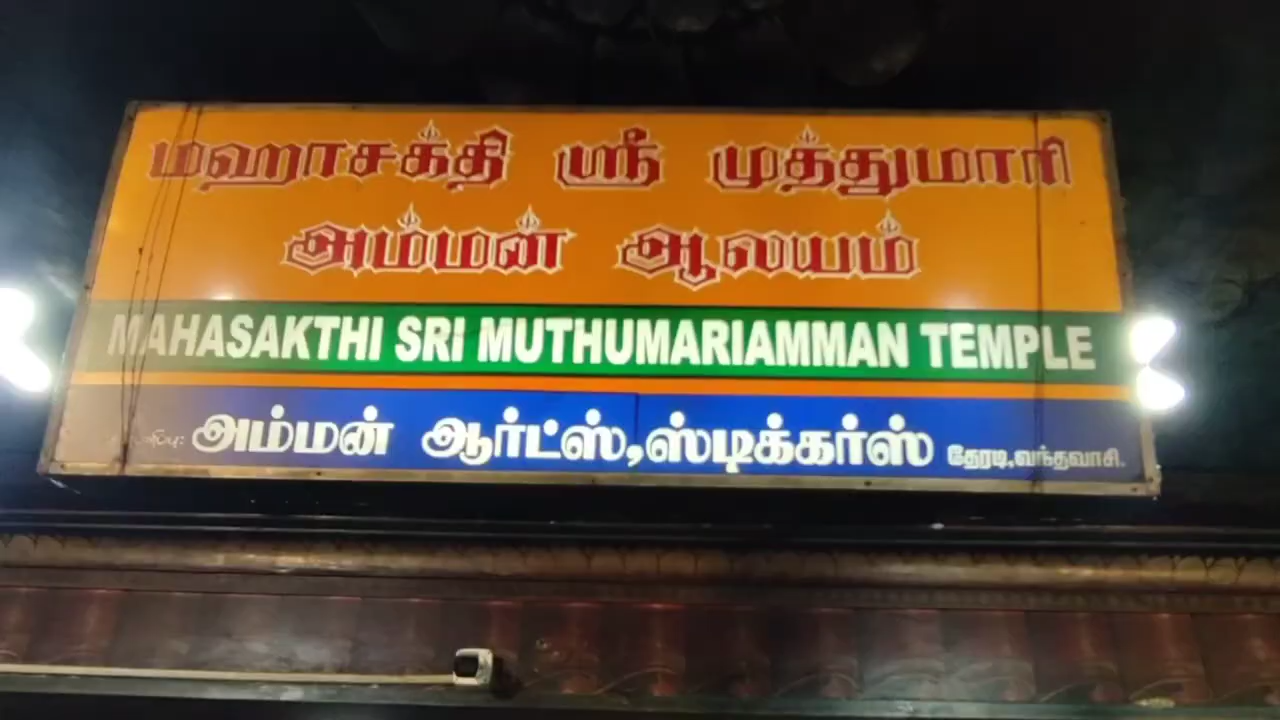 மஹாசக்தி ஸ்ரீ முத்துமாரி
அம்மன் ஆலயம்
MAHASAKTHI SRI MUTHUMARIAMMAN TEMPLE
அம்மன் ஆர்ட்ஸ்,ஸ்டிக்கர்ஸ் தேரடி,வந்தவாசி.